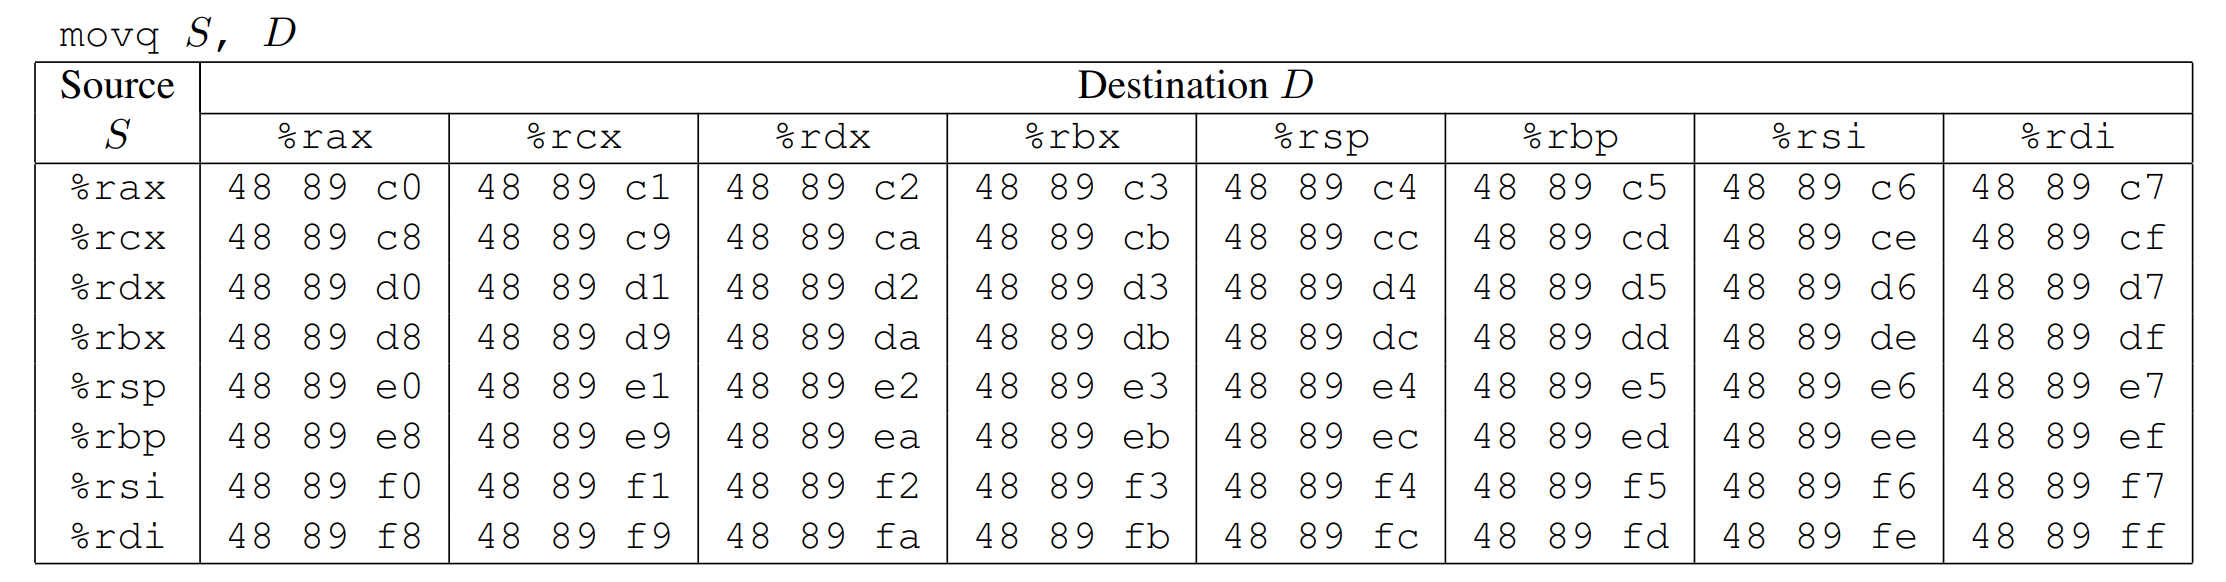 movq S, D
Source Destination D
S %rax %rcx %rdx %rbx %rsp %rbp %rsi %rdi
%rax 48 89 c0 48 89 c1 48 89 c2 48 89 c3 48 89 c4 48 89 c5 48 89 c6 48 89 c7
%rcx 48 89 c8 48 89 c9 48 89 ca 48 89 cb 48 89 cc 48 89 cd 48 89 ce 48 89 cf
%rdx 48 89 d0 48 89 d1 48 89 d2 48 89 d3 48 89 d4 48 89 d5 48 89 d6 48 89 d7
%rbx 48 89 d8 48 89 d9 48 89 da 48 89 db 48 89 dc 48 89 dd 48 89 de 48 89 df
%rsp 48 89 e0 48 89 e1 48 89 e2 48 89 e3 48 89 e4 48 89 e5 48 89 e6 48 89 e7
%rbp 48 89 e8 48 89 e9 48 89 ea 48 89 eb 48 89 ec 48 89 ed 48 89 ee 48 89 ef
%rsi 48 89 f0 48 89 f1 48 89 f2 48 89 f3 48 89 f4 48 89 f5 48 89 f6 48 89 f7
%rdi 48 89 f8 48 89 f9 48 89 fa 48 89 fb 48 89 fc 48 89 fd 48 89 fe 48 89 ff